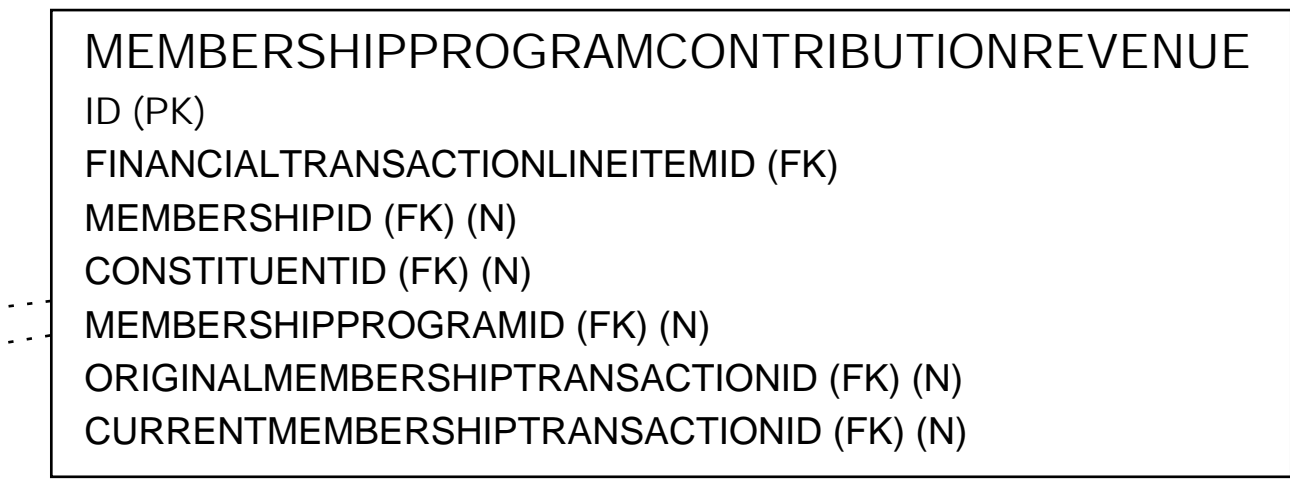 MEMBERSHIPPROGRAMCONTRIBUTIONREVENUE
ID (PK)
FINANCIALTRANSACTIONLINEITEMID (FK)
MEMBERSHIPID (FK) (N)
CONSTITUENTID (FK) (N)
MEMBERSHIPPROGRAMID (FK) (N)
ORIGINALMEMBERSHIPTRANSACTIONID (FK) (N)
CURRENTMEMBERSHIPTRANSACTIONID (FK) (N)